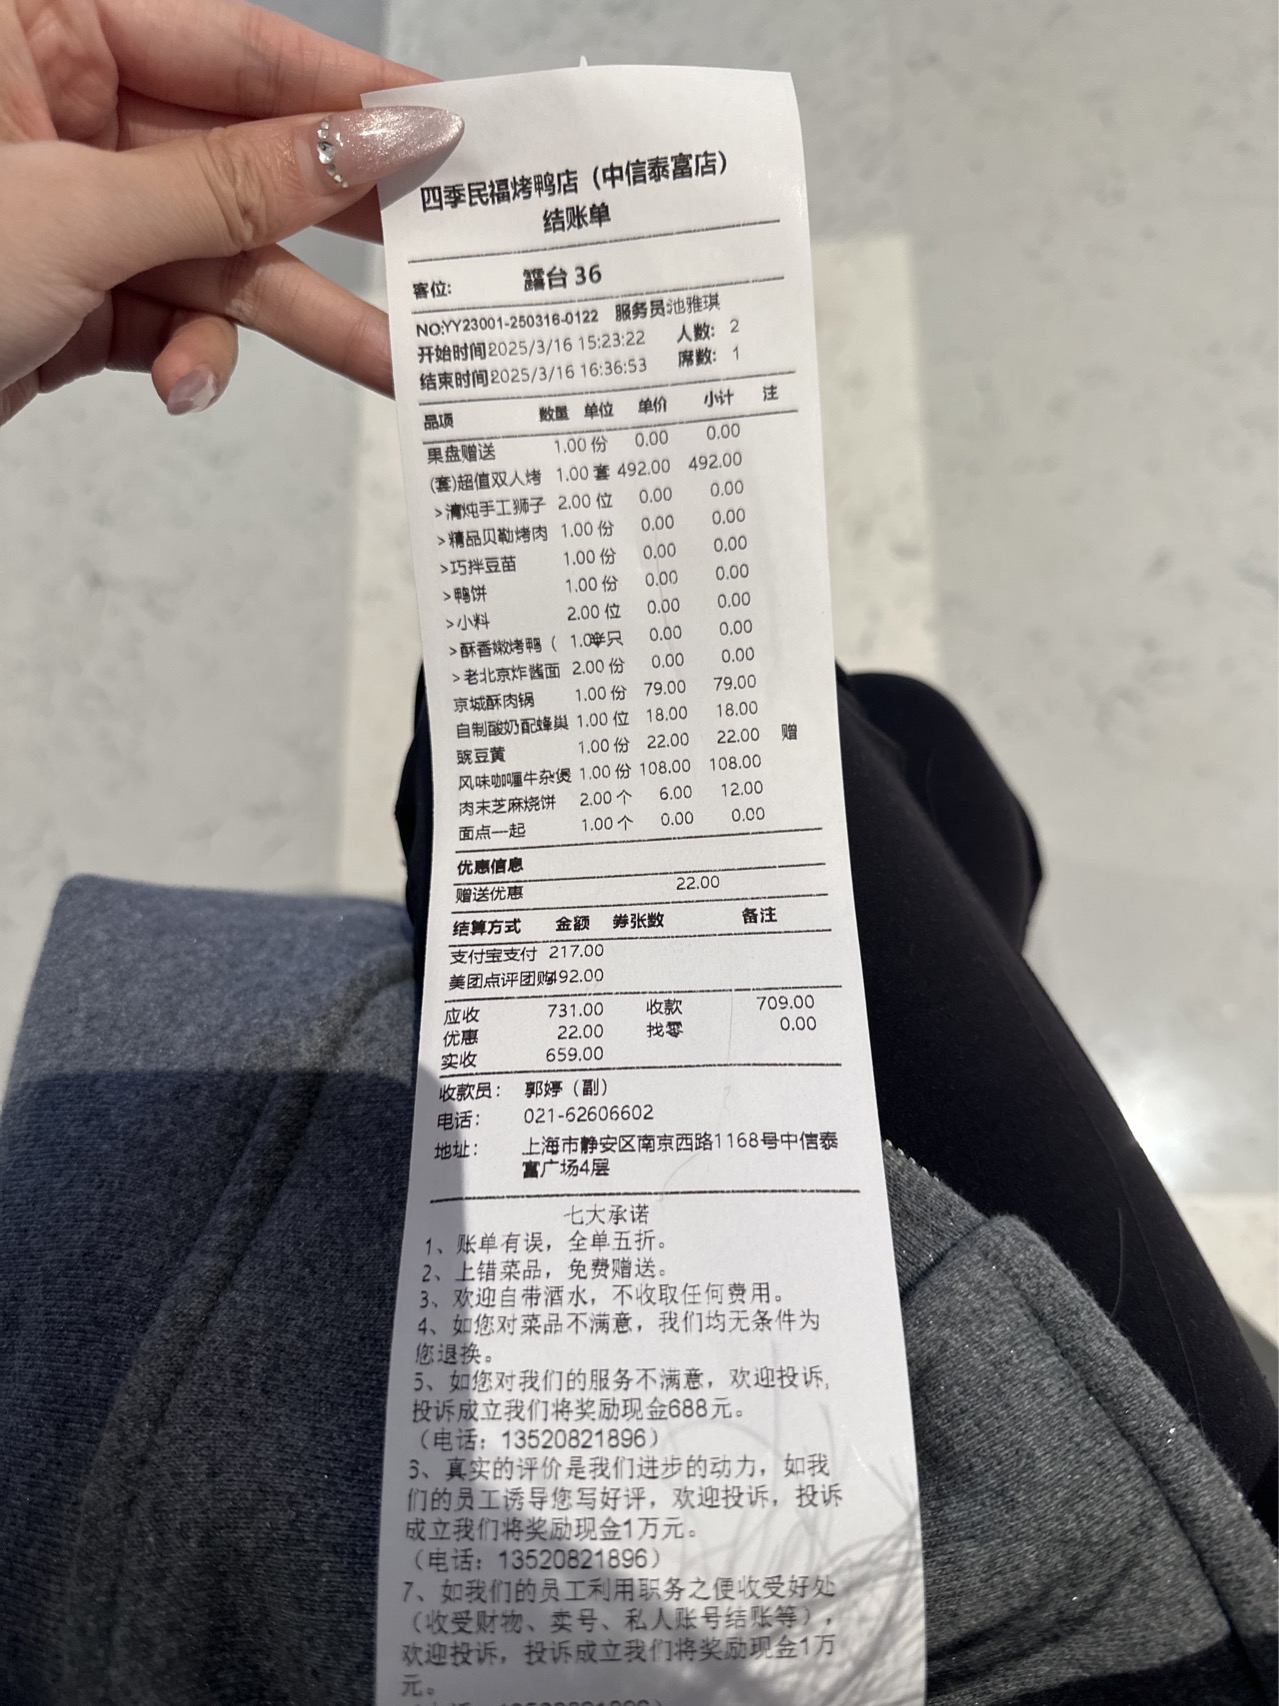 四季民福烤鸭店（中信泰富店）
结账单
客位： 露台 36
NO:YY23001-250316-0122 服务员:池雅琪
开始时间2025/3/16 15:23:22 人数： 2
结束时间2025/3/16 16:36:53 席数： 1
品项 数量 单位 单价 小计 注
果盘赠送 1.00 份 0.00 0.00
(套)超值双人烤 1.00 套 492.00 492.00
>清炖手工狮子 2.00 位 0.00 0.00
>精品贝勒烤肉 1.00 份 0.00 0.00
>巧拌豆苗 1.00 份 0.00 0.00
>鸭饼 1.00 份 0.00 0.00
>小料 2.00 位 0.00 0.00
>酥香嫩烤鸭（ 1.00半只 0.00 0.00
>老北京炸酱面 2.00 份 0.00 0.00
京城酥肉锅 1.00 份 79.00 79.00
自制酸奶配蜂巢 1.00 位 18.00 18.00
豌豆黄 1.00 份 22.00 22.00 赠
风味咖喱牛杂煲 1.00 份 108.00 108.00
肉末芝麻烧饼 2.00 个 6.00 12.00
面点一起 1.00 个 0.00 0.00
优惠信息
赠送优惠 22.00
结算方式 金额 券张数 备注
支付宝支付 217.00
美团点评团购492.00
应收 731.00 收款 709.00
优惠 22.00 找零 0.00
实收 659.00
收款员： 郭婷（副）
电话： 021-62606602
地址： 上海市静安区南京西路1168号中信泰
富广场4层
七大承诺
1、账单有误，全单五折。
2、上错菜品，免费赠送。
3、欢迎自带酒水，不收取任何费用。
4、如您对菜品不满意，我们均无条件为
您退换。
5、如您对我们的服务不满意，欢迎投诉,
投诉成立我们将奖励现金688元。
（电话：13520821896）
6、真实的评价是我们进步的动力，如我
们的员工诱导您写好评，欢迎投诉，投诉
成立我们将奖励现金1万元。
（电话：13520821896）
7、如我们的员工利用职务之便收受好处
（收受财物、卖号、私人账号结账等），
欢迎投诉，投诉成立我们将奖励现金1万
元。